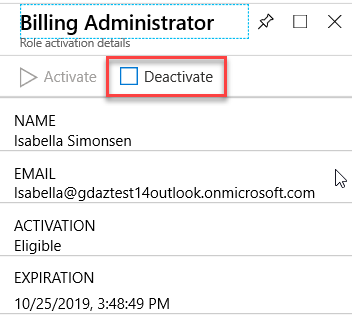 Billing Administrator
Role activation details
Activate
Deactivate
NAME
Isabella Simonsen
EMAIL
Isabella@gdaztest14outlook.onmicrosoft.com
ACTIVATION
Eligible
EXPIRATION
10/25/2019, 3:48:49 PM